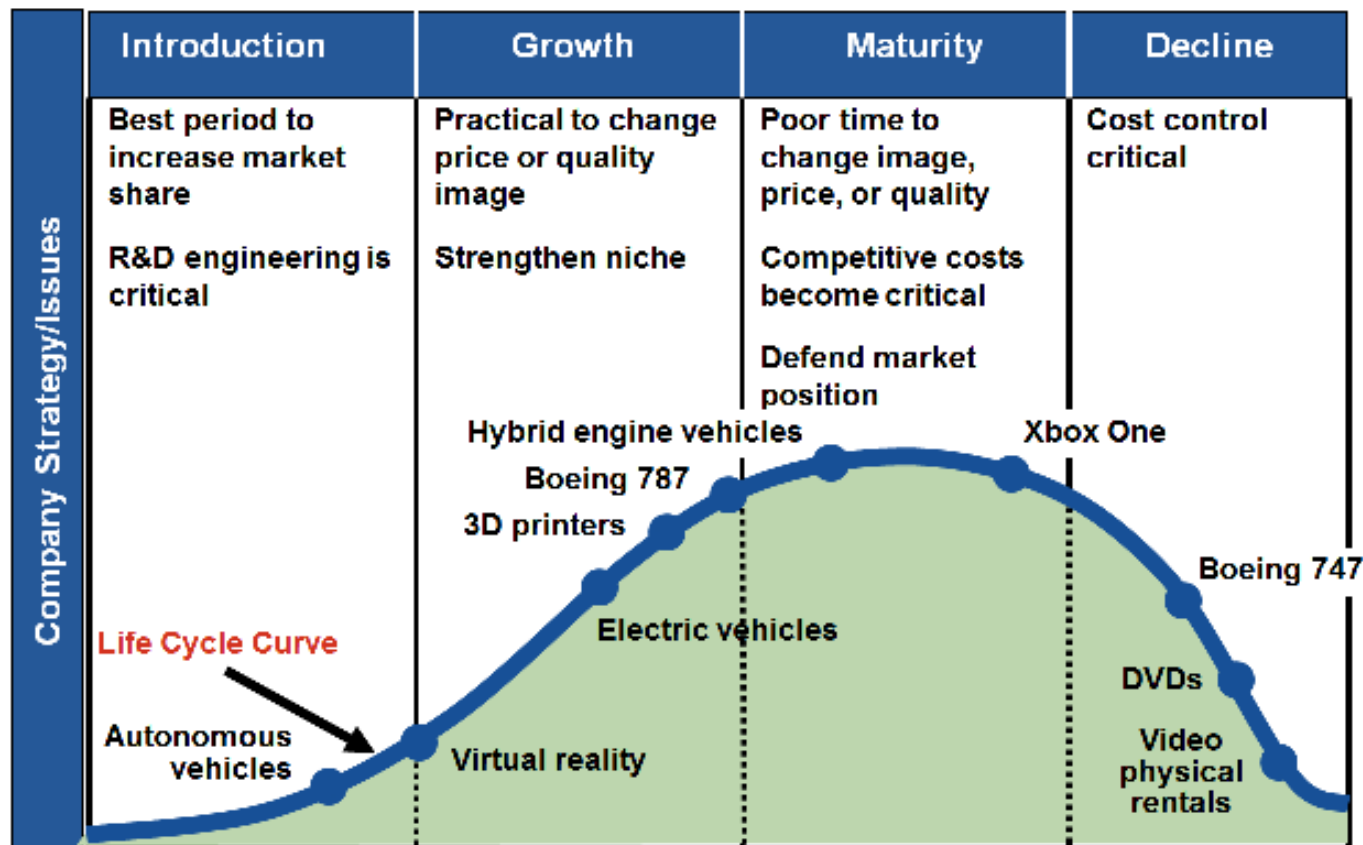 Company Strategy/Issues
Introduction
Growth
Maturity
Decline
Best period to
increase market
share
R&D engineering is
critical
Practical to change
price or quality
image
Strengthen niche
Poor time to
change image,
price, or quality
Competitive costs
become critical
Defend market
position
Cost control
critical
Hybrid engine vehicles
Xbox One
Boeing 787
3D printers
Boeing 747
Electric vehicles
Life Cycle Curve
DVDs
Autonomous
vehicles
Virtual reality
Video
physical
rentals